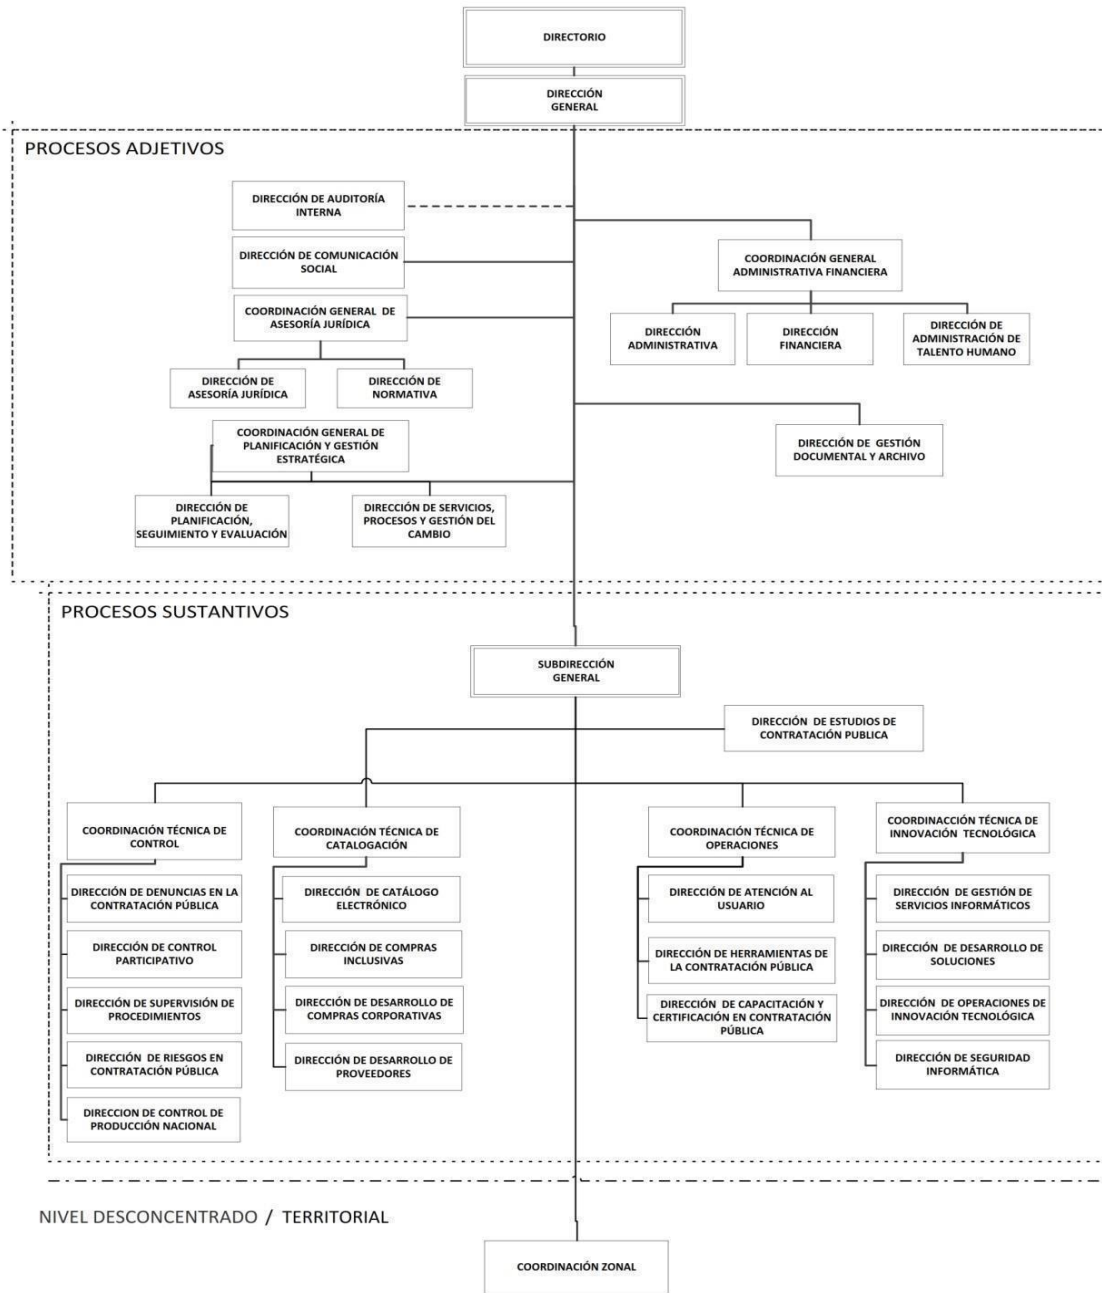 DIRECTORIO
DIRECCIÓN
GENERAL
PROCESOS ADJETIVOS
DIRECCIÓN DE AUDITORÍA
INTERNA
DIRECCIÓN DE COMUNICACIÓN
SOCIAL
COORDINACIÓN GENERAL
ADMINISTRATIVA FINANCIERA
COORDINACIÓN GENERAL DE
ASESORÍA JURÍDICA
DIRECCIÓN
ADMINISTRATIVA
DIRECCIÓN
FINANCIERA
DIRECCIÓN DE
ADMINISTRACIÓN DE
TALENTO HUMANO
DIRECCIÓN DE
ASESORÍA JURÍDICA
DIRECCIÓN DE
NORMATIVA
COORDINACIÓN GENERAL DE
PLANIFICACIÓN Y GESTIÓN
ESTRATÉGICA
DIRECCIÓN DE GESTIÓN
DOCUMENTAL Y ARCHIVO
DIRECCIÓN DE
PLANIFICACIÓN,
SEGUIMIENTO Y EVALUACIÓN
DIRECCIÓN DE SERVICIOS,
PROCESOS Y GESTIÓN DEL
CAMBIO
PROCESOS SUSTANTIVOS
SUBDIRECCIÓN
GENERAL
DIRECCIÓN DE ESTUDIOS DE
CONTRATACIÓN PUBLICA
COORDINACIÓN TÉCNICA DE
CONTROL
DIRECCIÓN DE DENUNCIAS EN LA
CONTRATACIÓN PÚBLICA
DIRECCIÓN DE CONTROL
PARTICIPATIVO
DIRECCIÓN DE SUPERVISIÓN DE
PROCEDIMIENTOS
DIRECCIÓN DE RIESGOS EN
CONTRATACIÓN PÚBLICA
DIRECCION DE CONTROL DE
PRODUCCIÓN NACIONAL
COORDINACIÓN TÉCNICA DE
CATALOGACIÓN
DIRECCIÓN DE CATÁLOGO
ELECTRÓNICO
DIRECCIÓN DE COMPRAS
INCLUSIVAS
DIRECCIÓN DE DESARROLLO DE
COMPRAS CORPORATIVAS
DIRECCIÓN DE DESARROLLO DE
PROVEEDORES
COORDINACIÓN TÉCNICA DE
OPERACIONES
DIRECCIÓN DE ATENCIÓN AL
USUARIO
DIRECCIÓN DE HERRAMIENTAS DE
LA CONTRATACIÓN PÚBLICA
DIRECCIÓN DE CAPACITACIÓN Y
CERTIFICACIÓN EN CONTRATACIÓN
PÚBLICA
COORDINACCIÓN TÉCNICA DE
INNOVACIÓN TECNOLÓGICA
DIRECCIÓN DE GESTIÓN DE
SERVICIOS INFORMÁTICOS
DIRECCIÓN DE DESARROLLO DE
SOLUCIONES
DIRECCIÓN DE OPERACIONES DE
INNOVACIÓN TECNOLÓGICA
DIRECCIÓN DE SEGURIDAD
INFORMÁTICA
NIVEL DESCONCENTRADO / TERRITORIAL
COORDINACIÓN ZONAL